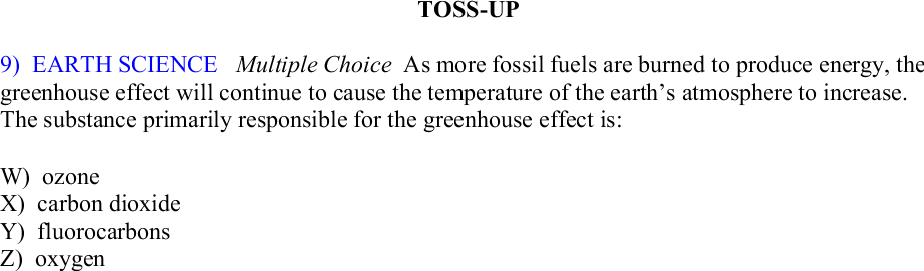 TOSS-UP
9) EARTH SCIENCE Multiple Choice As more fossil fuels are burned to produce energy, the
greenhouse effect will continue to cause the temperature of the earth’s atmosphere to increase.
The substance primarily responsible for the greenhouse effect is:
W) ozone
X) carbon dioxide
Y) fluorocarbons
Z) oxygen